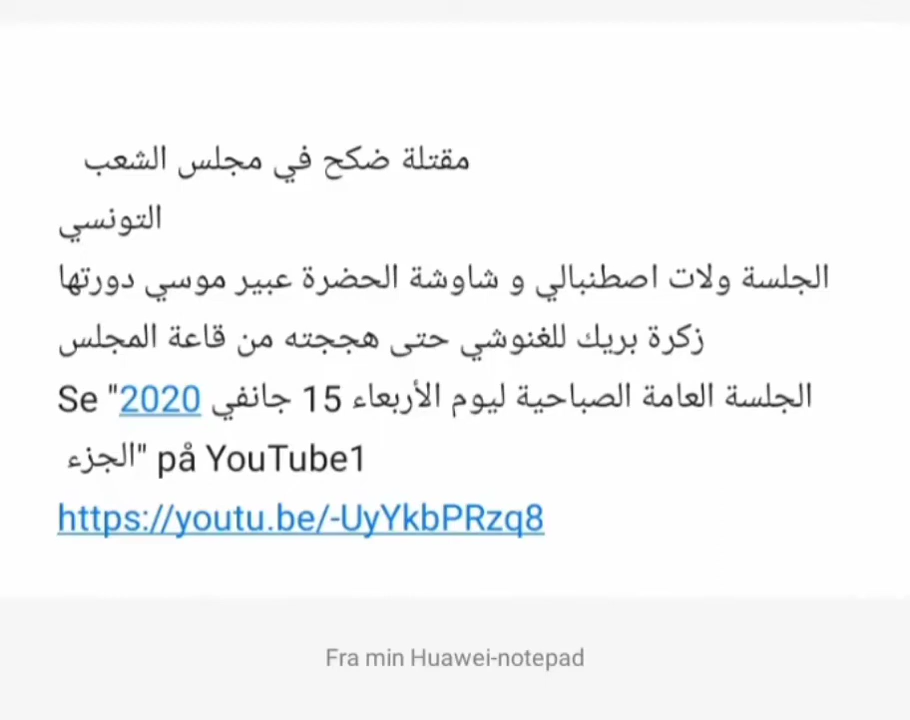 مقتلة ضكح في مجلس الشعب
التونسي
الجلسة ولات اصطنبالي و شاوشة الحضرة عبير موسي دورتها
زكرة بريك للغنوشي حتى هججته من قاعة المجلس
Se "2020 الجلسة العامة الصباحية ليوم الأربعاء 15 جانفي
الجزء" på YouTube1
https://youtu.be/-UyYkbPRzq8
Fra min Huawei-notepad